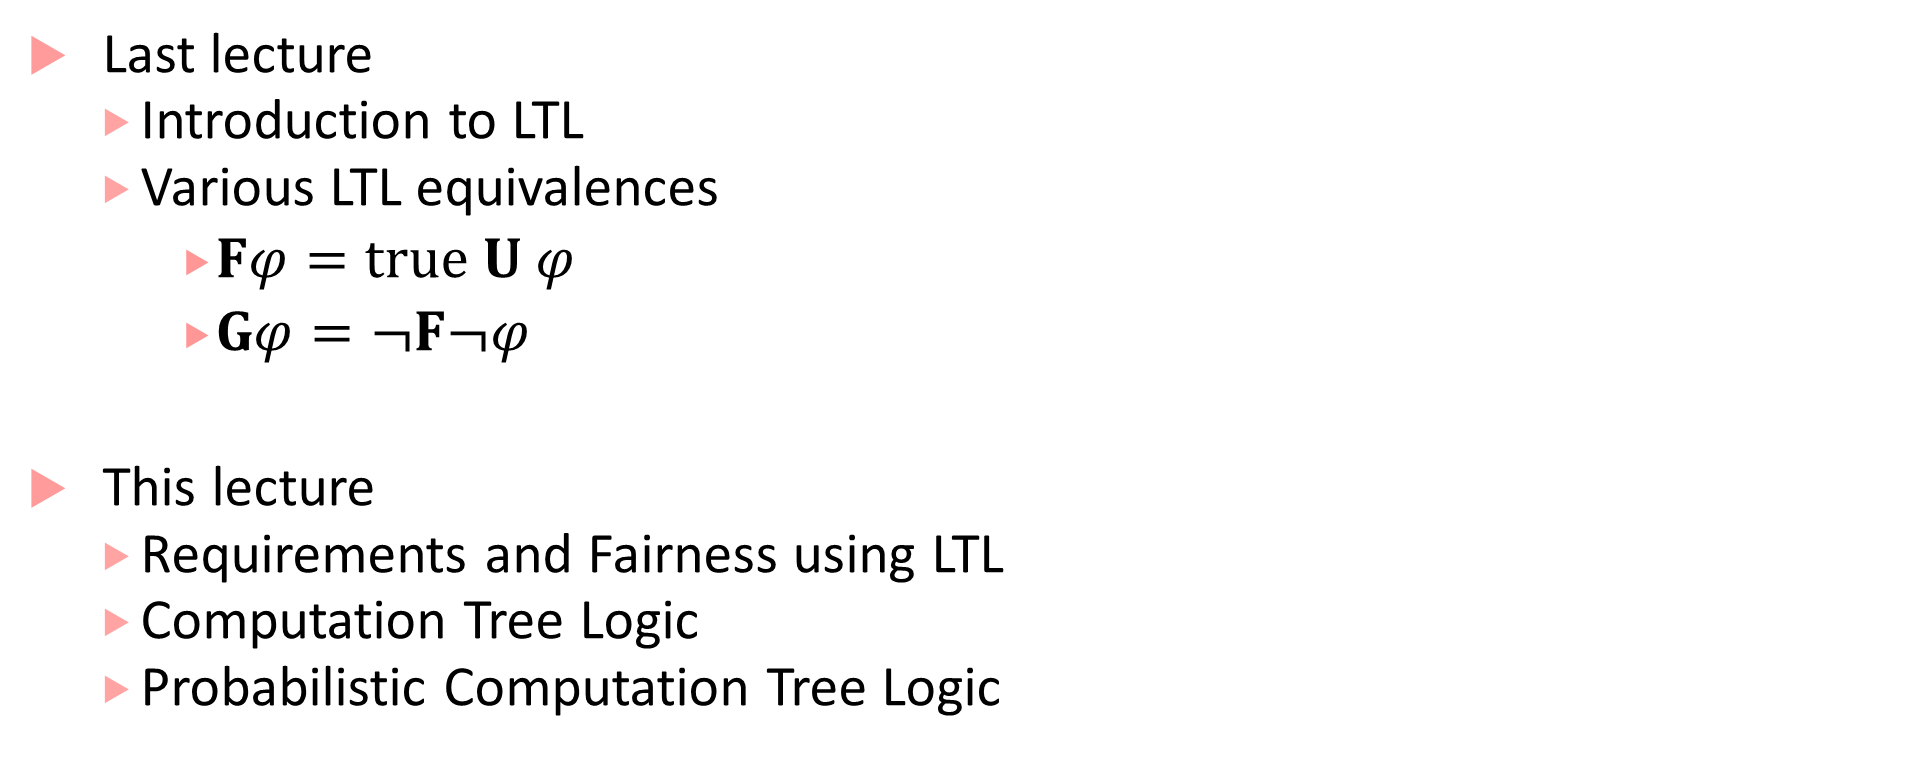 Last lecture
Introduction to LTL
Various LTL equivalences
𝐅𝜑 = true 𝐔 𝜑
𝐆𝜑 = ¬𝐅¬𝜑
This lecture
Requirements and Fairness using LTL
Computation Tree Logic
Probabilistic Computation Tree Logic